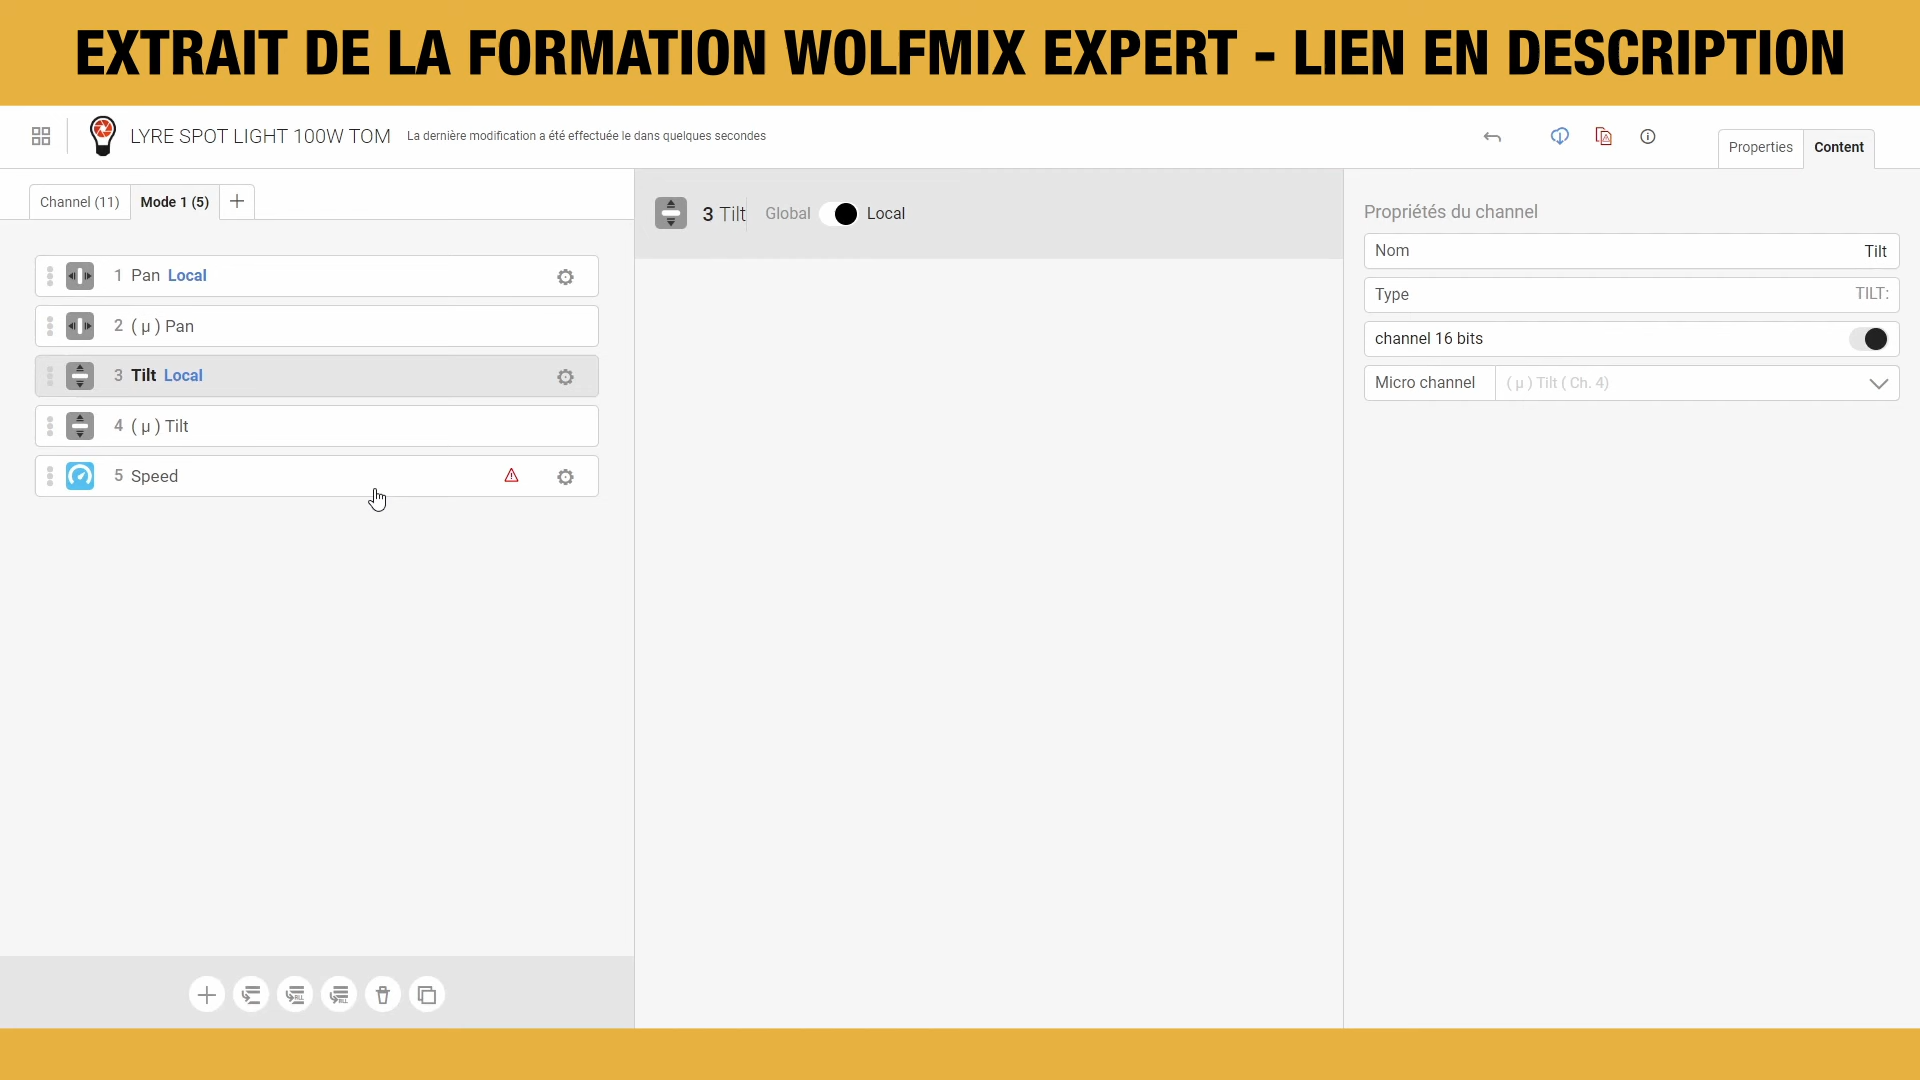 EXTRAIT DE LA FORMATION WOLFMIX EXPERT - LIEN EN DESCRIPTION
LYRE SPOT LIGHT 100W TOM La dernière modification a été effectuée le dans quelques secondes
Properties Content
Channel (11) Mode 1 (5)
3 Tilt Global Local
Propriétés du channel
Nom Tilt
Type TILT:
channel 16 bits
Micro channel ( µ ) Tilt ( Ch. 4)
1 Pan Local
2 ( µ ) Pan
3 Tilt Local
4 ( µ ) Tilt
5 Speed